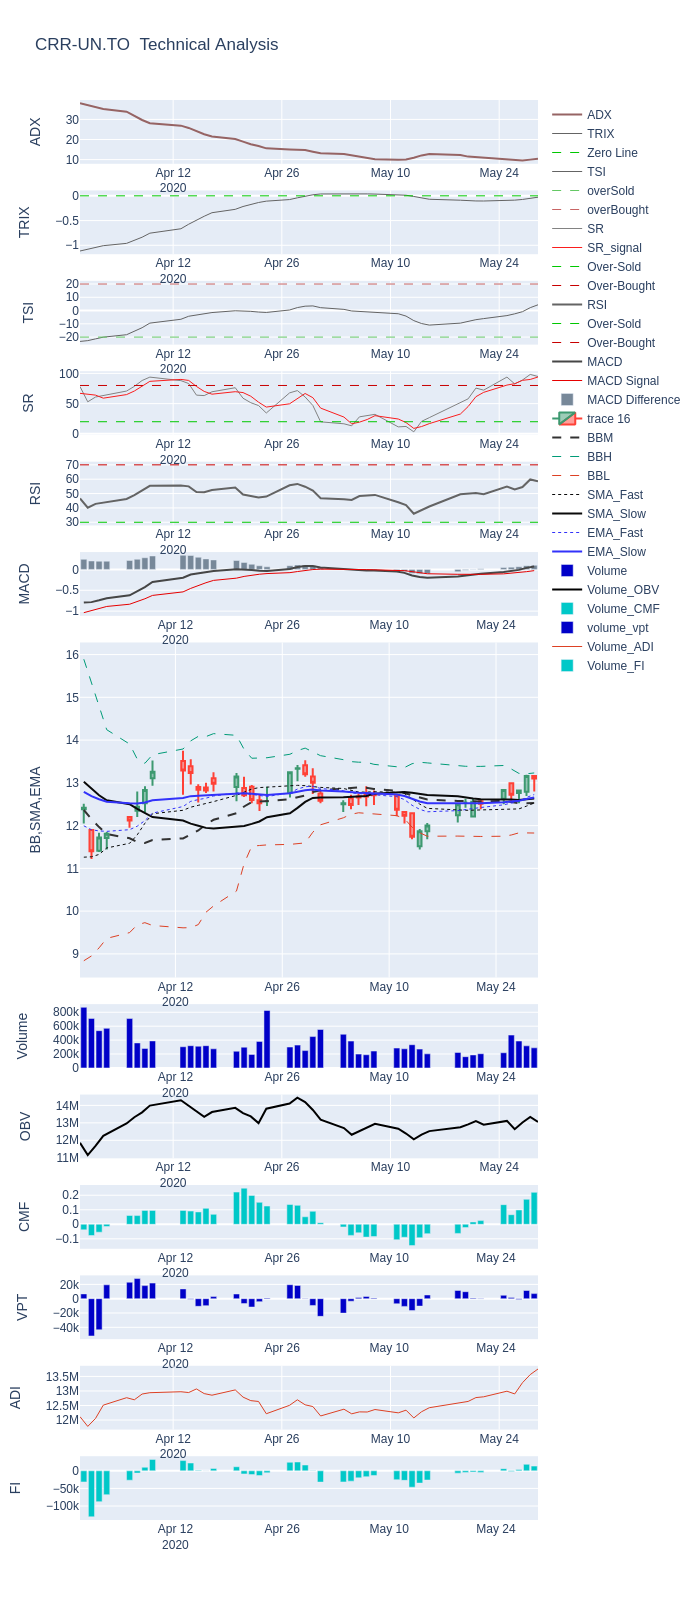 CRR-UN.TO  Technical Analysis
ADX
30
20
10
Apr 12
2020
Apr 26
May 10
May 24
TRIX
0
−0.5
−1
Apr 12
2020
Apr 26
May 10
May 24
TSI
20
10
0
−10
−20
Apr 12
2020
Apr 26
May 10
May 24
SR
100
50
0
Apr 12
2020
Apr 26
May 10
May 24
RSI
70
60
50
40
30
Apr 12
2020
Apr 26
May 10
May 24
MACD
0
−0.5
−1
Apr 12
2020
Apr 26
May 10
May 24
BB,SMA,EMA
16
15
14
13
12
11
10
9
Apr 12
2020
Apr 26
May 10
May 24
Volume
800k
600k
400k
200k
0
Apr 12
2020
Apr 26
May 10
May 24
OBV
14M
13M
12M
11M
Apr 12
2020
Apr 26
May 10
May 24
CMF
0.2
0.1
0
−0.1
Apr 12
2020
Apr 26
May 10
May 24
VPT
20k
0
−20k
−40k
Apr 12
2020
Apr 26
May 10
May 24
ADI
13.5M
13M
12.5M
12M
Apr 12
2020
Apr 26
May 10
May 24
FI
0
−50k
−100k
Apr 12
2020
Apr 26
May 10
May 24
ADX
TRIX
Zero Line
TSI
overSold
overBought
SR
SR_signal
Over-Sold
Over-Bought
RSI
Over-Sold
Over-Bought
MACD
MACD Signal
MACD Difference
trace 16
BBM
BBH
BBL
SMA_Fast
SMA_Slow
EMA_Fast
EMA_Slow
Volume
Volume_OBV
Volume_CMF
volume_vpt
Volume_ADI
Volume_FI